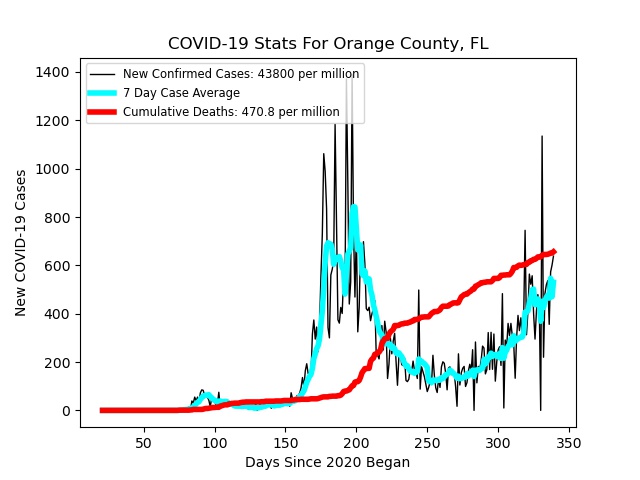 COVID-19 Stats For Orange County, FL
New Confirmed Cases: 43800 per million
7 Day Case Average
Cumulative Deaths: 470.8 per million
New COVID-19 Cases
1400
1200
1000
800
600
400
200
0
50
100
150
200
250
300
350
Days Since 2020 Began